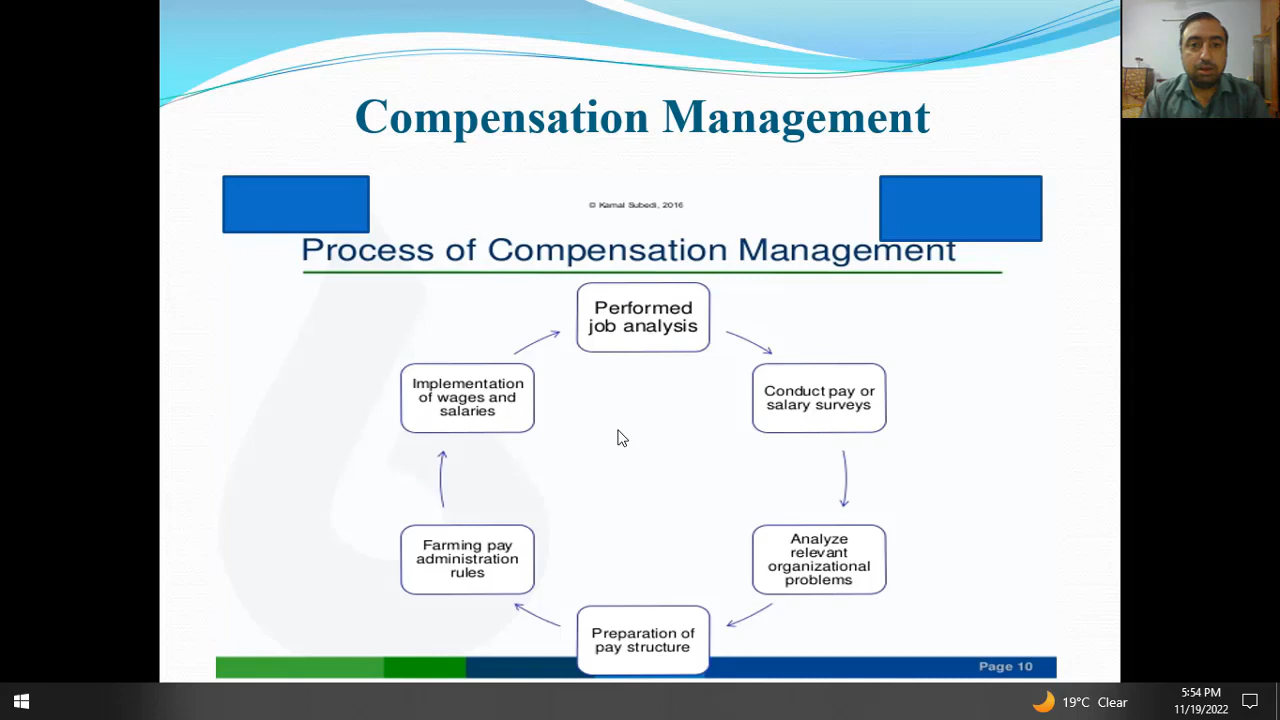 Compensation Management
© Kamal Subedi, 2016
Process of Compensation Management
Performed
job analysis
Conduct pay or
salary surveys
Analyze
relevant
organizational
problems
Preparation of
pay structure
Farming pay
administration
rules
Implementation
of wages and
salaries
Page 10
19°C Clear
5:54 PM
11/19/2022